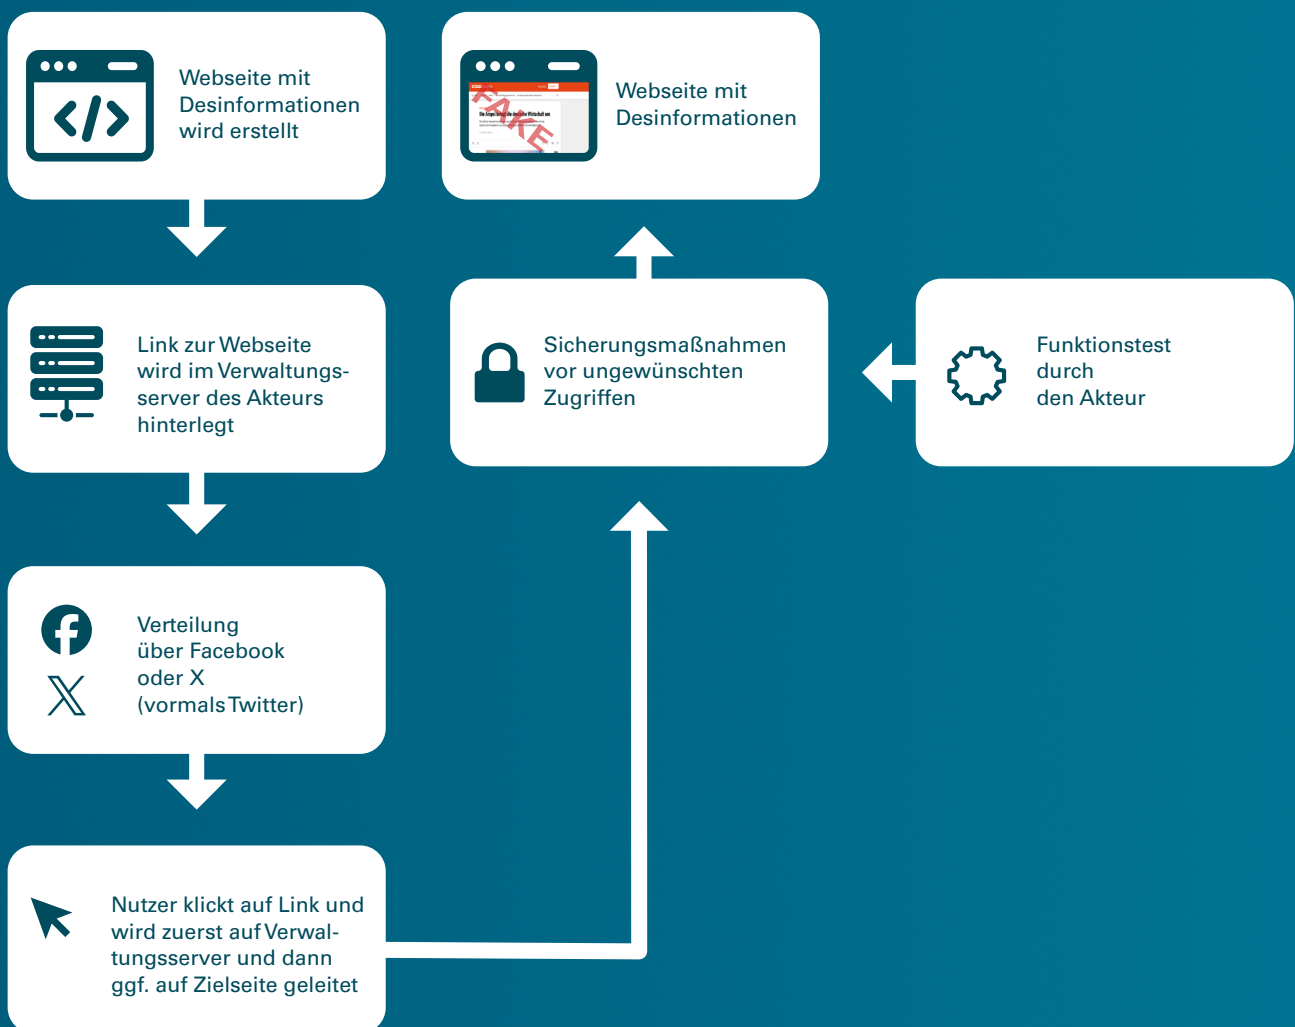 Webseite mit
Desinformationen
wird erstellt
Link zur Webseite
wird im Verwaltungs-
server des Akteurs
hinterlegt
Verteilung
über Facebook
oder X
(vormals Twitter)
Nutzer klickt auf Link und
wird zuerst auf Verwal-
tungsserver und dann
ggf. auf Zielseite geleitet
Webseite mit
Desinformationen
FAKE
Sicherungsmaßnahmen
vor ungewünschten
Zugriffen
Funktionstest
durch
den Akteur